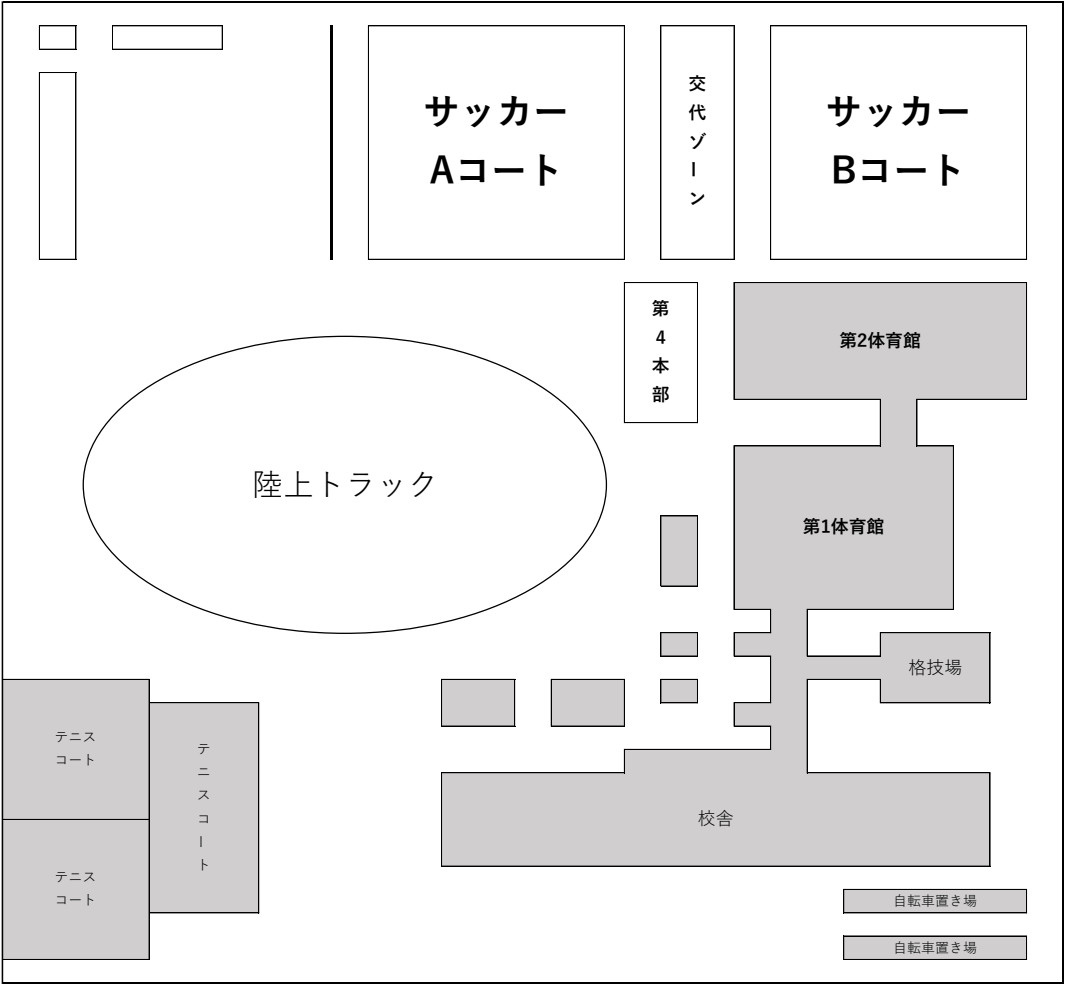 サッカー
Aコート
交代ゾーン
サッカー
Bコート
第4本部
第2体育館
陸上トラック
第1体育館
格技場
テニス
コート
テニスコート
テニス
コート
校舎
自転車置き場
自転車置き場